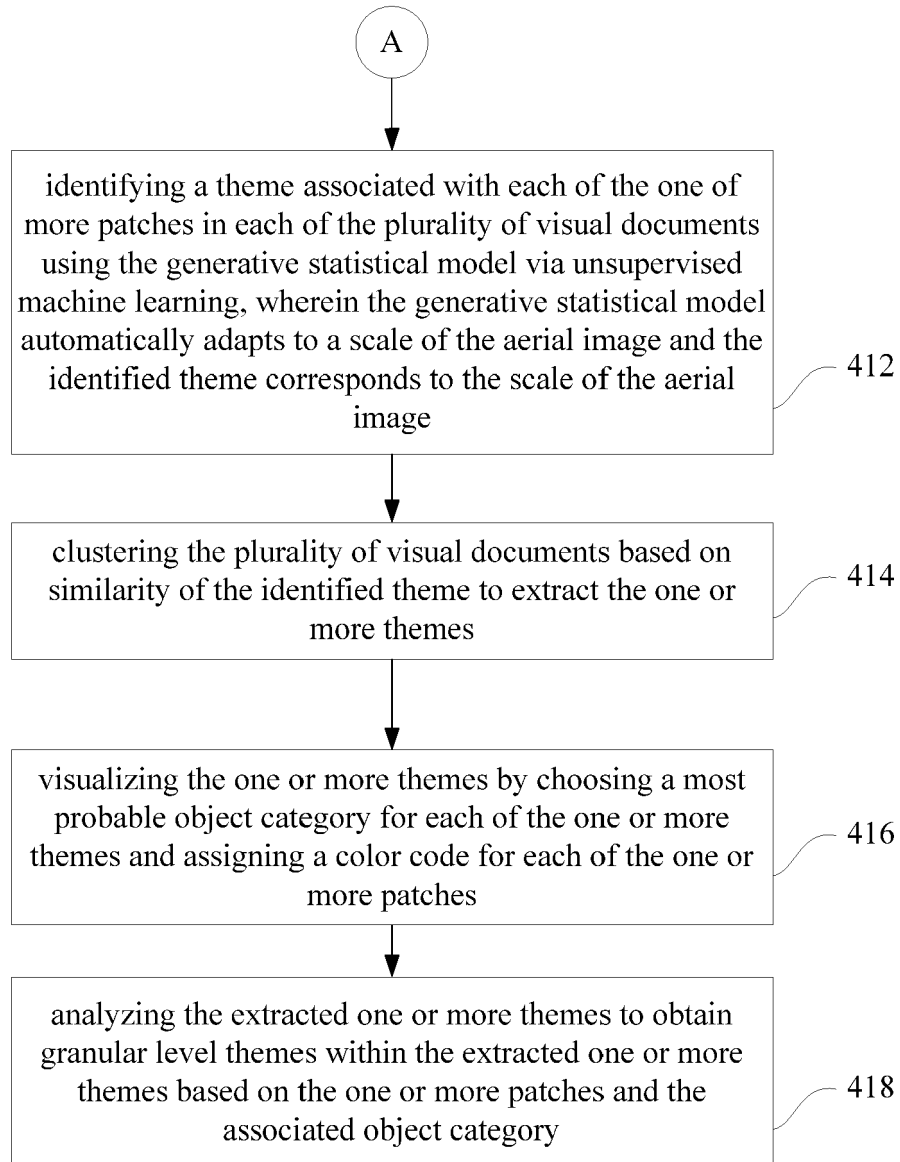 A
identifying a theme associated with each of the one of
more patches in each of the plurality of visual documents
using the generative statistical model via unsupervised
machine learning, wherein the generative statistical model
automatically adapts to a scale of the aerial image and the
identified theme corresponds to the scale of the aerial
image
412
clustering the plurality of visual documents based on
similarity of the identified theme to extract the one or
more themes
414
visualizing the one or more themes by choosing a most
probable object category for each of the one or more
themes and assigning a color code for each of the one or
more patches
416
analyzing the extracted one or more themes to obtain
granular level themes within the extracted one or more
themes based on the one or more patches and the
associated object category
418